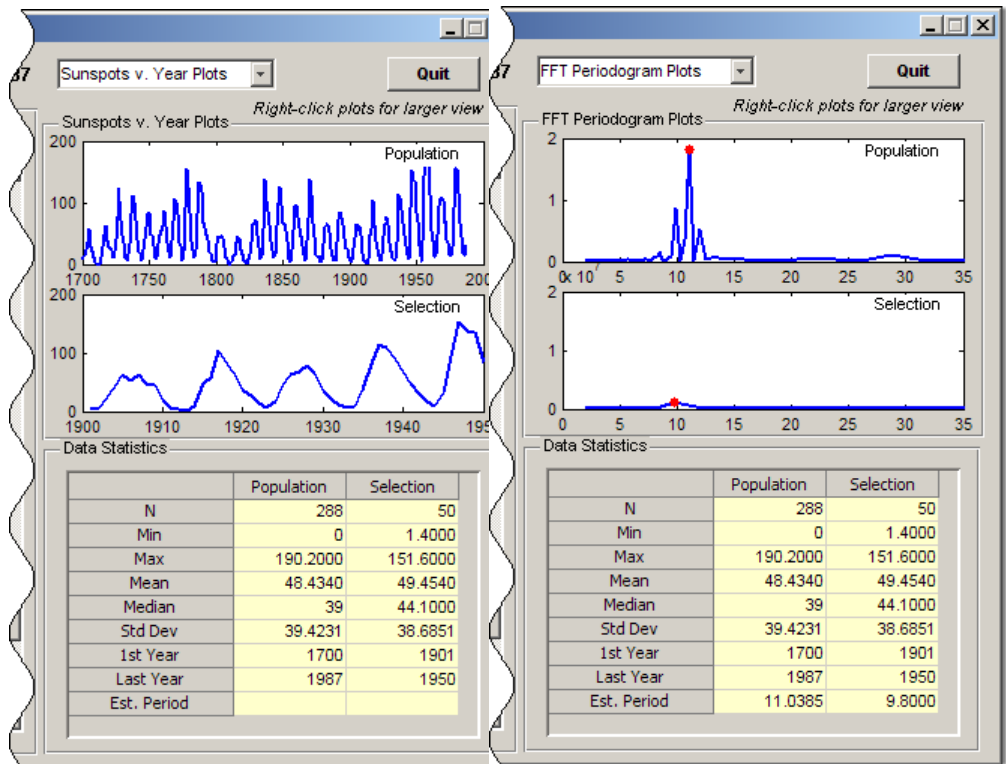 37
Sunspots v. Year Plots
Quit
Right-click plots for larger view
Sunspots v. Year Plots
200
100
0
Population
1700 1750 1800 1850 1900 1950 200
200
100
0
Selection
1900 1910 1920 1930 1940 195
Data Statistics
Population Selection
N 288 50
Min 0 1.4000
Max 190.2000 151.6000
Mean 48.4340 49.4540
Median 39 44.1000
Std Dev 39.4231 38.6851
1st Year 1700 1901
Last Year 1987 1950
Est. Period
37
FFT Periodogram Plots
Quit
Right-click plots for larger view
FFT Periodogram Plots
2
1
0
Population
0 5 10 15 20 25 30 35
x 10
7
2
1
0
Selection
0 5 10 15 20 25 30 35
Data Statistics
Population Selection
N 288 50
Min 0 1.4000
Max 190.2000 151.6000
Mean 48.4340 49.4540
Median 39 44.1000
Std Dev 39.4231 38.6851
1st Year 1700 1901
Last Year 1987 1950
Est. Period 11.0385 9.8000